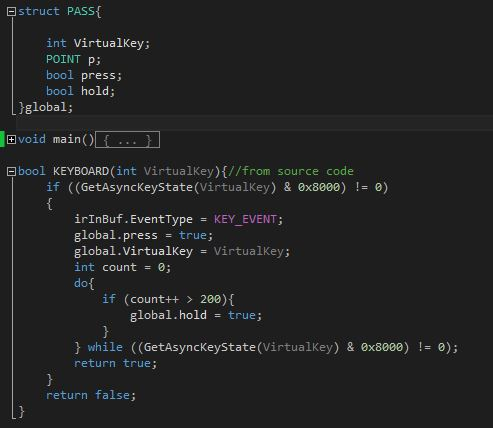 struct PASS{
int VirtualKey;
POINT p;
bool press;
bool hold;
}global;
void main(){ ... }
bool KEYBOARD(int VirtualKey){//from source code
if ((GetAsyncKeyState(VirtualKey) & 0x8000) != 0)
{
irInBuf.EventType = KEY_EVENT;
global.press = true;
global.VirtualKey = VirtualKey;
int count = 0;
do{
if (count++ > 200){
global.hold = true;
}
} while ((GetAsyncKeyState(VirtualKey) & 0x8000) != 0);
return true;
}
return false;
}